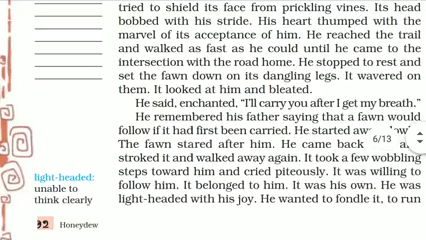 tried to shield its face from prickling vines. Its head
bobbed with his stride. His heart thumped with the
marvel of its acceptance of him. He reached the trail
and walked as fast as he could until he came to the
intersection with the road home. He stopped to rest and
set the fawn down on its dangling legs. It wavered on
them. It looked at him and bleated.
He said, enchanted, “I’ll carry you after I get my breath.”
He remembered his father saying that a fawn would
follow if it had first been carried. He started
The fawn stared after him. He came back
stroked it and walked away again. It took a few wobbling
steps toward him and cried piteously. It was willing to
follow him. It belonged to him. It was his own. He was
light-headed with his joy. He wanted to fondle it, to run
6/13
light-headed:
unable to
think clearly
92 Honeydew